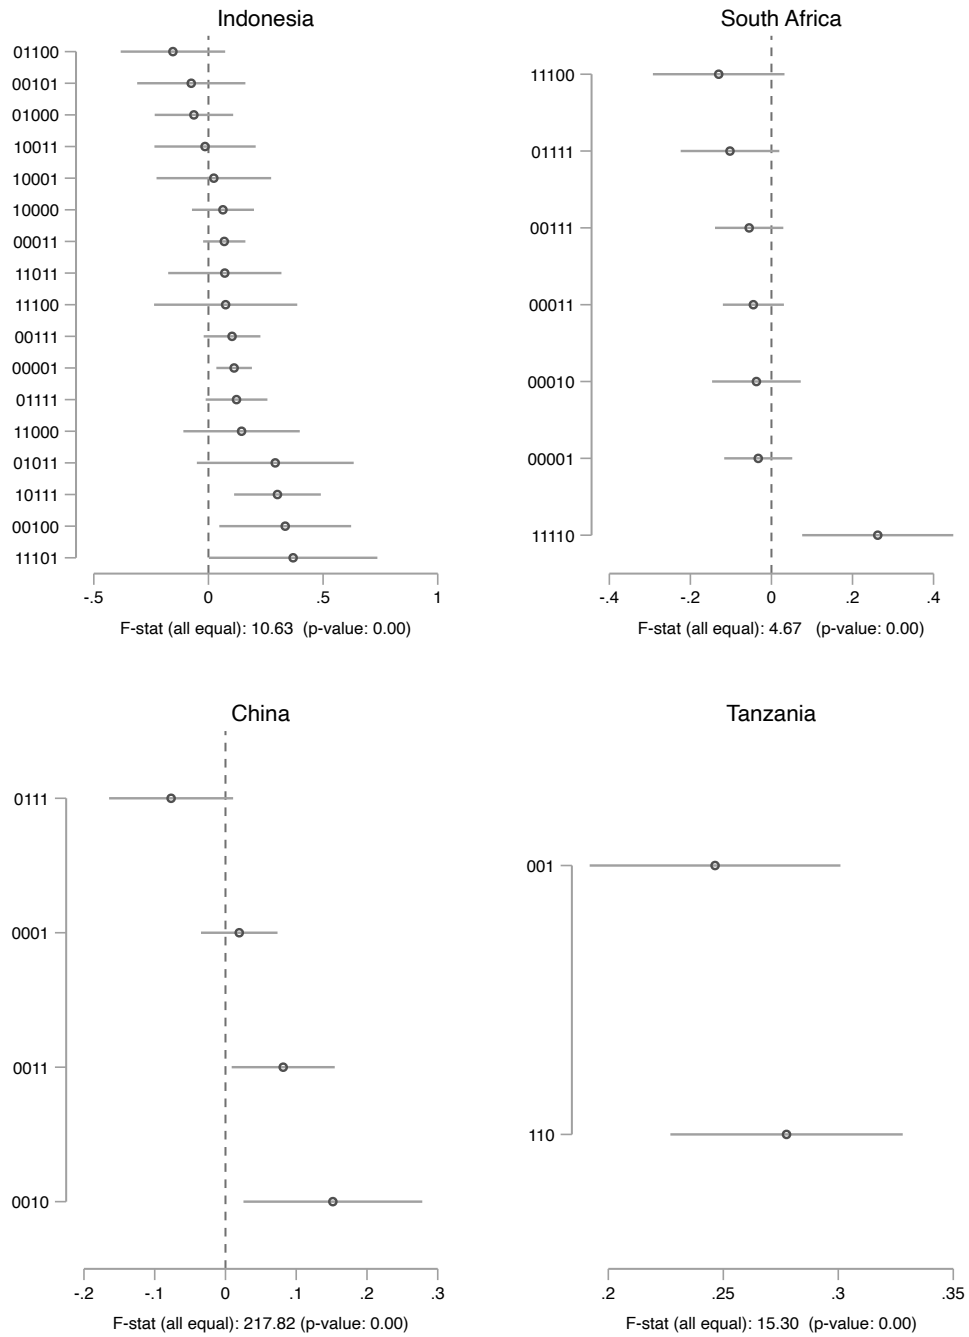 Indonesia
01100
00101
01000
10011
10001
10000
00011
11011
11100
00111
00001
01111
11000
01011
10111
00100
11101
-.5 0 .5 1
F-stat (all equal): 10.63 (p-value: 0.00)
South Africa
11100
01111
00111
00011
00010
00001
11110
-.4 -.2 0 .2 .4
F-stat (all equal): 4.67 (p-value: 0.00)
China
0111
0001
0011
0010
-.2 -.1 0 .1 .2 .3
F-stat (all equal): 217.82 (p-value: 0.00)
Tanzania
001
110
.2 .25 .3 .35
F-stat (all equal): 15.30 (p-value: 0.00)